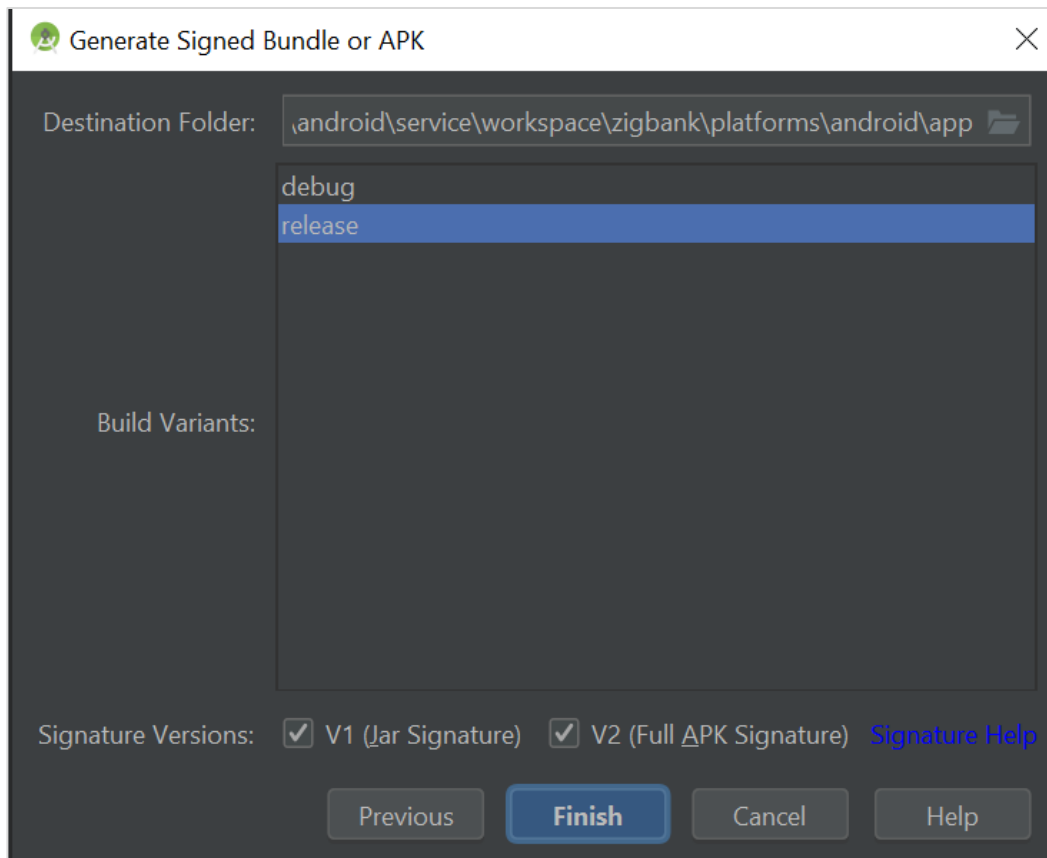 Generate Signed Bundle or APK
Destination Folder: \android\service\workspace\zigbank\platforms\android\app
debug
release
Build Variants:
Signature Versions: V1 (Jar Signature) V2 (Full APK Signature) Signature Help
Previous Finish Cancel Help